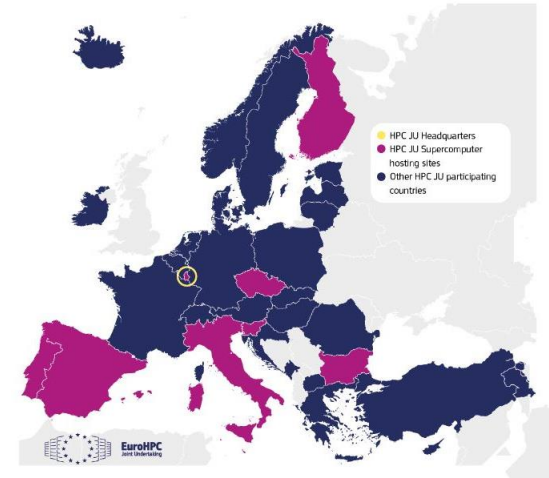 HPC JU Headquarters
HPC JU Supercomputer
hosting sites
Other HPC JU participating
countries
EuroHPC
Joint Undertaking